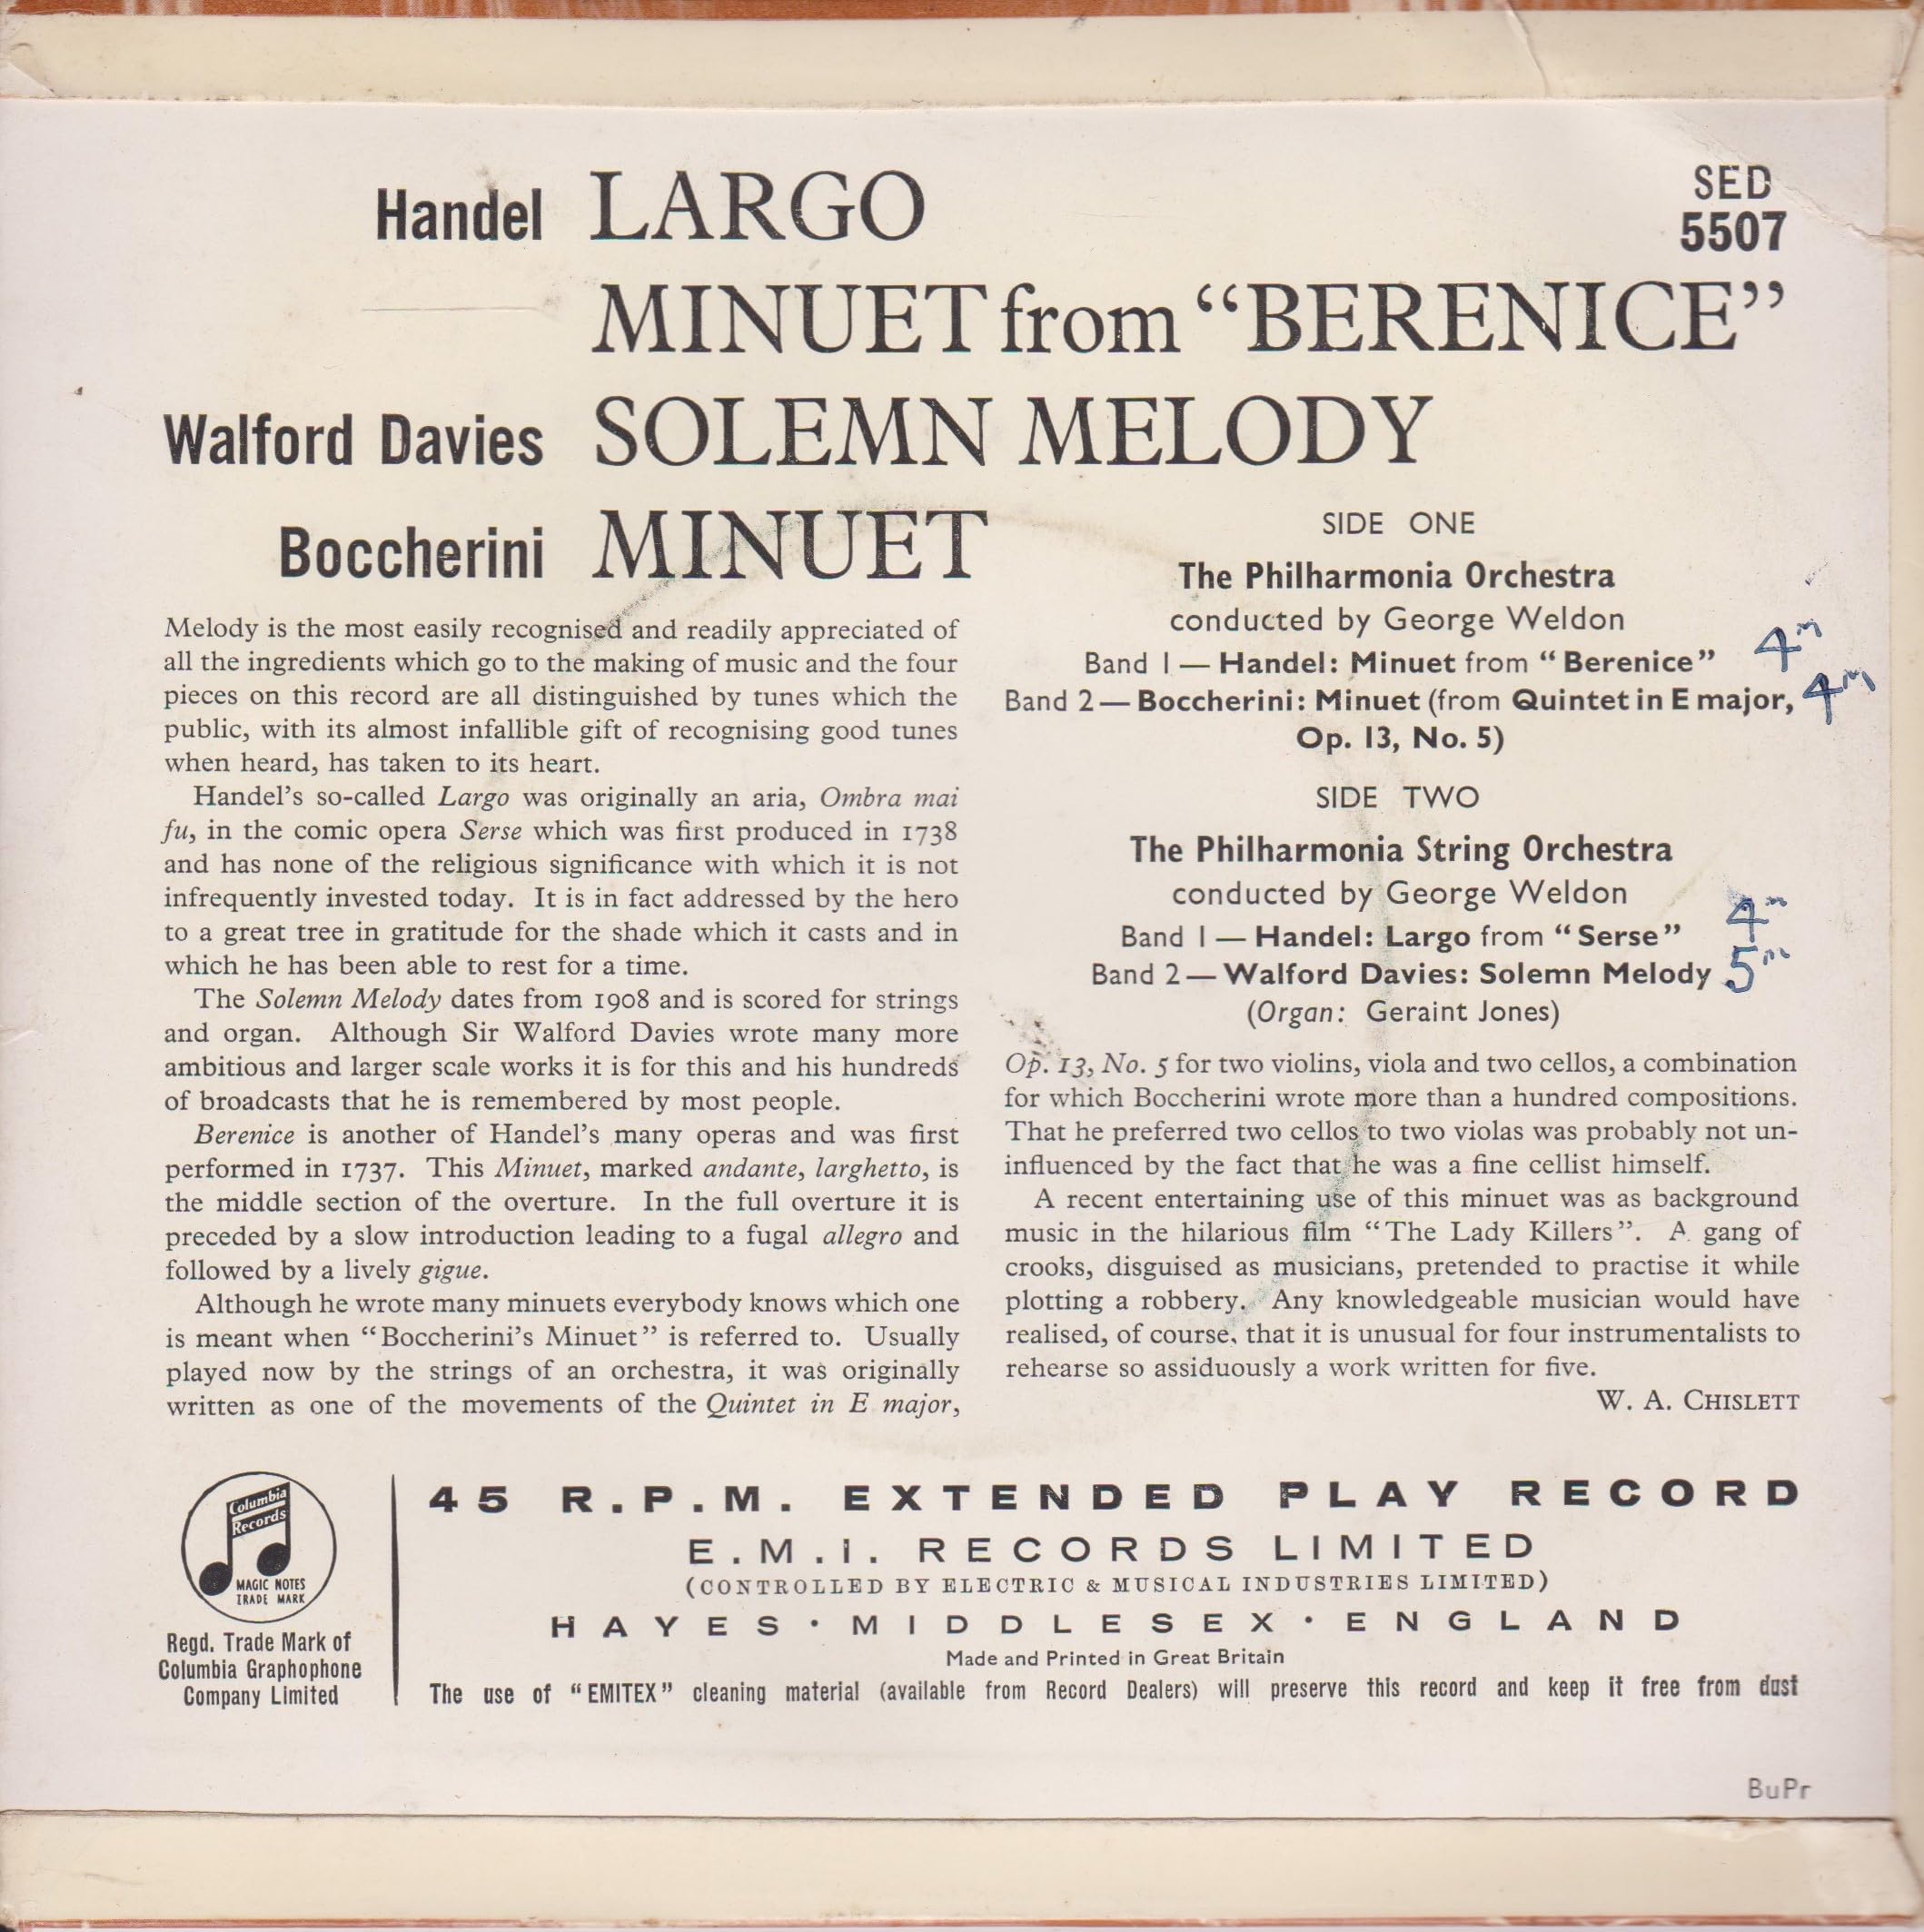 Handel LARGO
SED
5507
MINUET from “BERENICE”
Walford Davies SOLEMN MELODY
Boccherini MINUET
Melody is the most easily recognised and readily appreciated of
all the ingredients which go to the making of music and the four
pieces on this record are all distinguished by tunes which the
public, with its almost infallible gift of recognising good tunes
when heard, has taken to its heart.
Handel’s so-called Largo was originally an aria, Ombra mai
fu, in the comic opera Serse which was first produced in 1738
and has none of the religious significance with which it is not
infrequently invested today. It is in fact addressed by the hero
to a great tree in gratitude for the shade which it casts and in
which he has been able to rest for a time.
The Solemn Melody dates from 1908 and is scored for strings
and organ. Although Sir Walford Davies wrote many more
ambitious and larger scale works it is for this and his hundreds
of broadcasts that he is remembered by most people.
Berenice is another of Handel’s many operas and was first
performed in 1737. This Minuet, marked andante, larghetto, is
the middle section of the overture. In the full overture it is
preceded by a slow introduction leading to a fugal allegro and
followed by a lively gigue.
Although he wrote many minuets everybody knows which one
is meant when “Boccherini’s Minuet” is referred to. Usually
played now by the strings of an orchestra, it was originally
written as one of the movements of the Quintet in E major,
SIDE ONE
The Philharmonia Orchestra
conducted by George Weldon
Band 1 — Handel: Minuet from “Berenice” 4m
Band 2 — Boccherini: Minuet (from Quintet in E major, 4m
Op. 13, No. 5)
SIDE TWO
The Philharmonia String Orchestra
conducted by George Weldon
Band 1 — Handel: Largo from “Serse” 4m
Band 2 — Walford Davies: Solemn Melody 5m
(Organ: Geraint Jones)
Op. 13, No. 5 for two violins, viola and two cellos, a combination
for which Boccherini wrote more than a hundred compositions.
That he preferred two cellos to two violas was probably not un-
influenced by the fact that he was a fine cellist himself.
A recent entertaining use of this minuet was as background
music in the hilarious film “The Lady Killers”. A gang of
crooks, disguised as musicians, pretended to practise it while
plotting a robbery. Any knowledgeable musician would have
realised, of course, that it is unusual for four instrumentalists to
rehearse so assiduously a work written for five.
W. A. CHISLETT
Columbia
Records
MAGIC NOTES
TRADE MARK
Regd. Trade Mark of
Columbia Graphophone
Company Limited
45 R.P.M. EXTENDED PLAY RECORD
E.M.I. RECORDS LIMITED
(CONTROLLED BY ELECTRIC & MUSICAL INDUSTRIES LIMITED)
HAYES · MIDDLESEX · ENGLAND
Made and Printed in Great Britain
The use of “EMITEX” cleaning material (available from Record Dealers) will preserve this record and keep it free from dust
BuPr